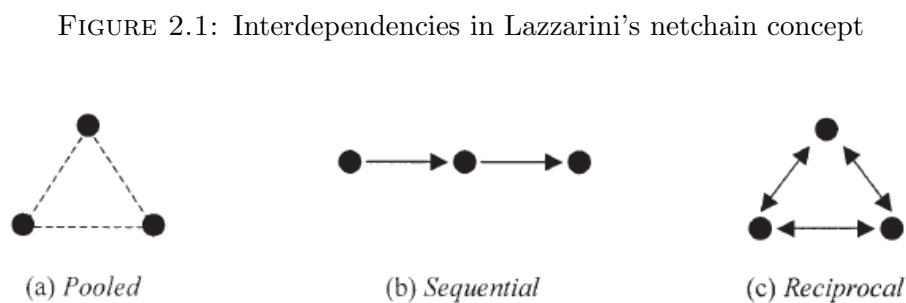 FIGURE 2.1: Interdependencies in Lazzarini's netchain concept
(a) Pooled
(b) Sequential
(c) Reciprocal